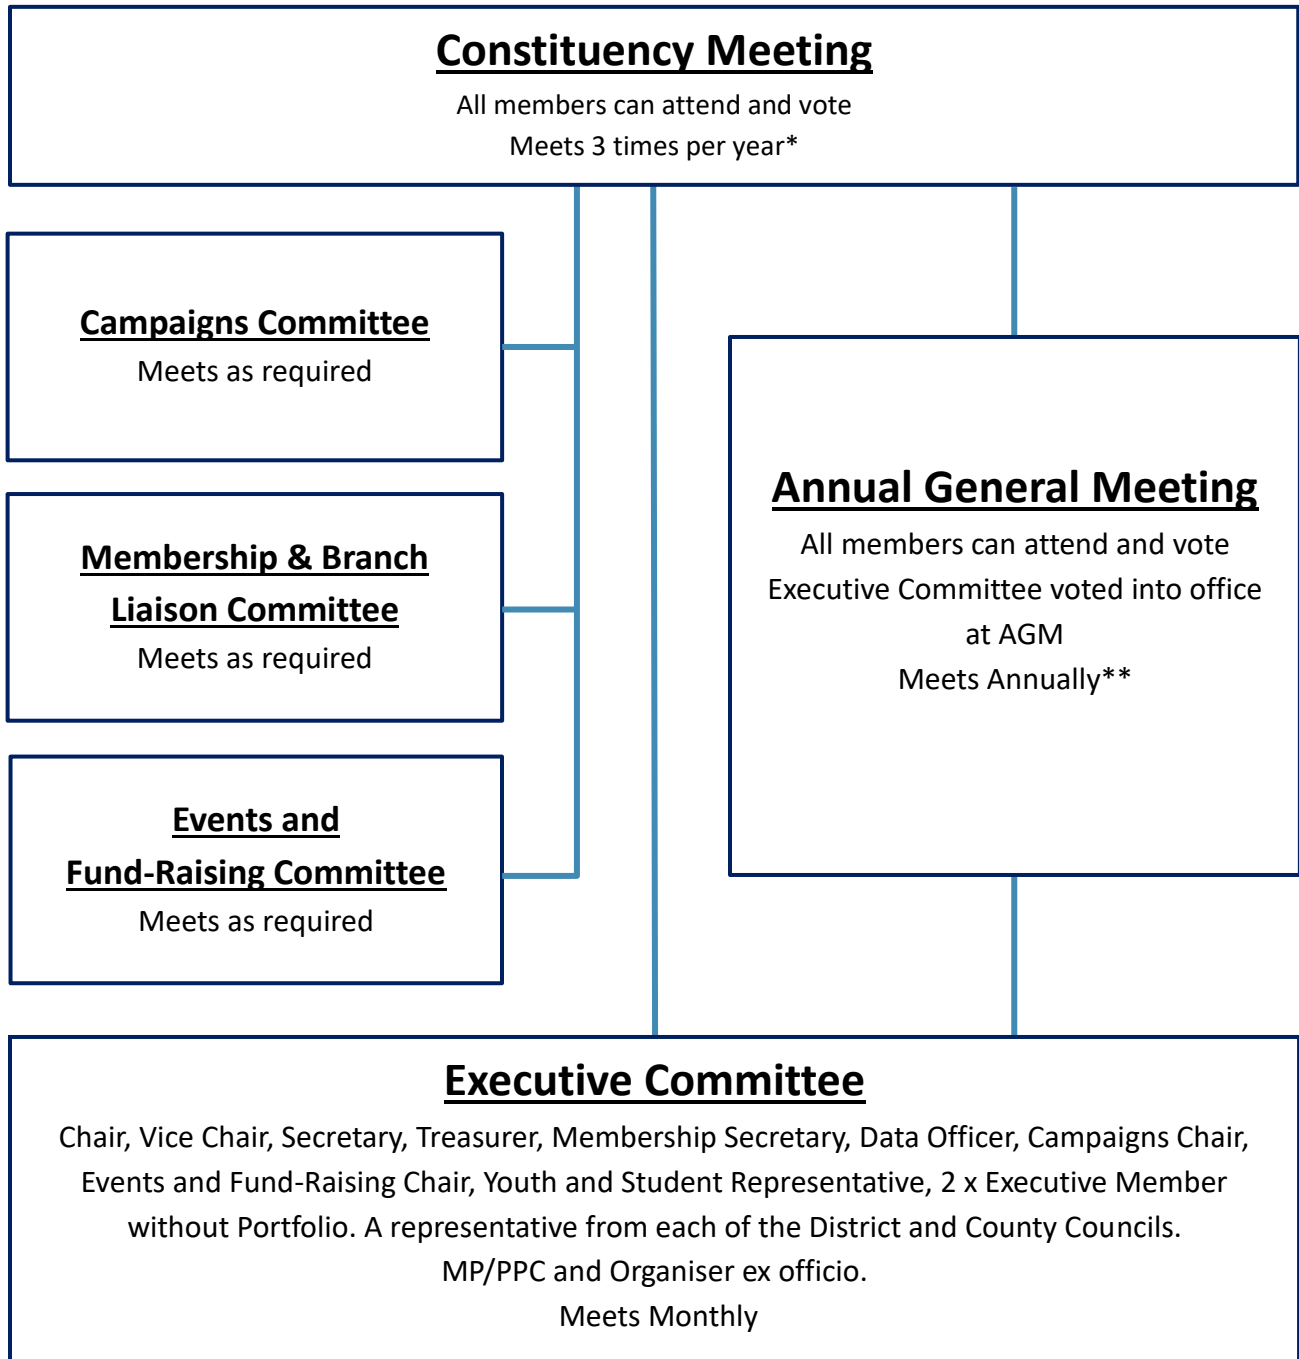 Constituency Meeting
All members can attend and vote
Meets 3 times per year*
Campaigns Committee
Meets as required
Membership & Branch
Liaison Committee
Meets as required
Events and
Fund-Raising Committee
Meets as required
Annual General Meeting
All members can attend and vote
Executive Committee voted into office
at AGM
Meets Annually**
Executive Committee
Chair, Vice Chair, Secretary, Treasurer, Membership Secretary, Data Officer, Campaigns Chair,
Events and Fund-Raising Chair, Youth and Student Representative, 2 x Executive Member
without Portfolio. A representative from each of the District and County Councils.
MP/PPC and Organiser ex officio.
Meets Monthly